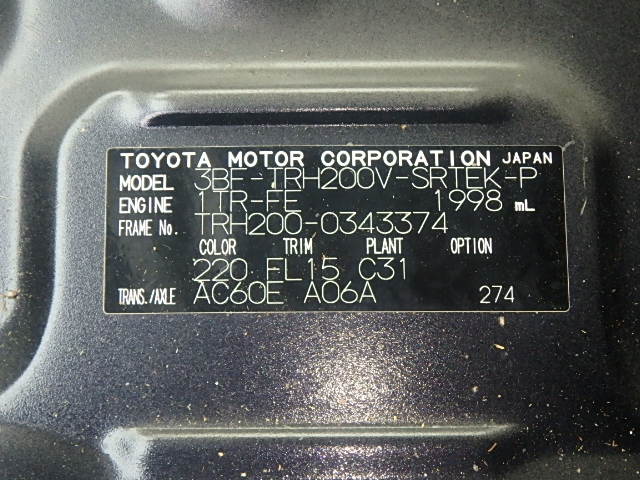 TOYOTA MOTOR CORPORATION JAPAN
MODEL 3BF-TRH200V-SRTEK-P
ENGINE 1TR-FE 1998 mL
FRAME No. TRH200-0343374
COLOR TRIM PLANT OPTION
220 FL15 C31
TRANS./AXLE AC60E A06A 274